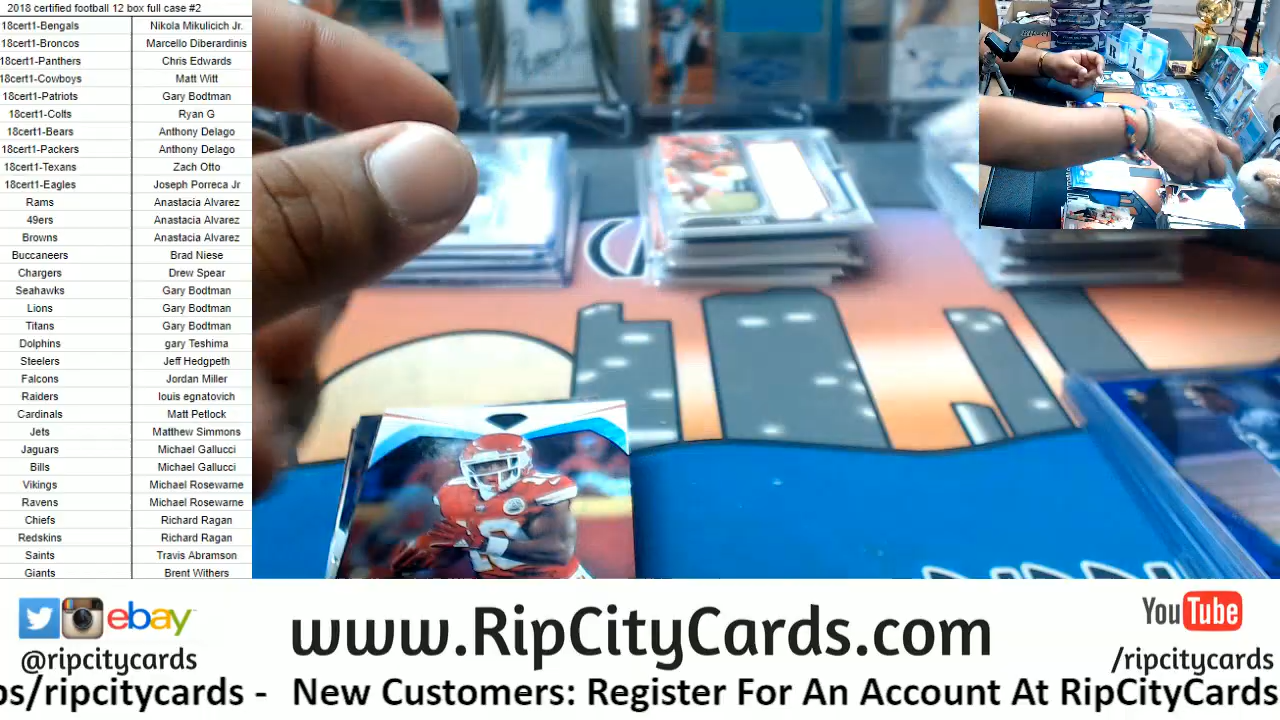 2018 certified football 12 box full case #2
18cert1-Bengals Nikola Mikulicich Jr.
18cert1-Broncos Marcello Diberardinis
18cert1-Panthers Chris Edwards
18cert1-Cowboys Matt Witt
18cert1-Patriots Gary Bodtman
18cert1-Colts Ryan G
18cert1-Bears Anthony Delago
18cert1-Packers Anthony Delago
18cert1-Texans Zach Otto
18cert1-Eagles Joseph Porreca Jr
Rams Anastacia Alvarez
49ers Anastacia Alvarez
Browns Anastacia Alvarez
Buccaneers Brad Niese
Chargers Drew Spear
Seahawks Gary Bodtman
Lions Gary Bodtman
Titans Gary Bodtman
Dolphins gary Teshima
Steelers Jeff Hedgpeth
Falcons Jordan Miller
Raiders louis egnatovich
Cardinals Matt Petlock
Jets Matthew Simmons
Jaguars Michael Gallucci
Bills Michael Gallucci
Vikings Michael Rosewarne
Ravens Michael Rosewarne
Chiefs Richard Ragan
Redskins Richard Ragan
Saints Travis Abramson
Giants Brent Withers
ebay
@ripcitycards
www.RipCityCards.com
YouTube
/ripcitycards
os/ripcitycards - New Customers: Register For An Account At RipCityCards